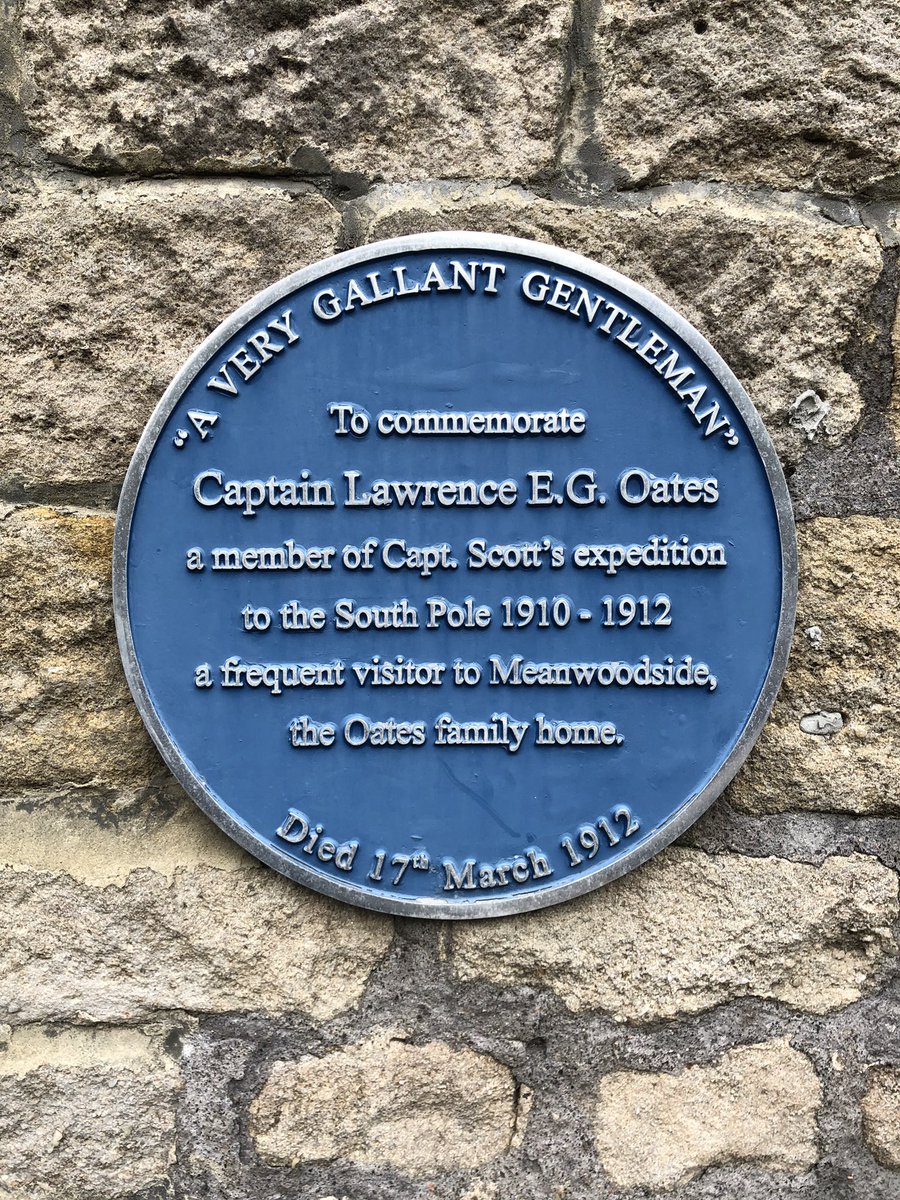 “A VERY GALLANT GENTLEMAN”
To commemorate
Captain Lawrence E.G. Oates
a member of Capt. Scott’s expedition
to the South Pole 1910 - 1912
a frequent visitor to Meanwoodside,
the Oates family home.
Died 17th March 1912